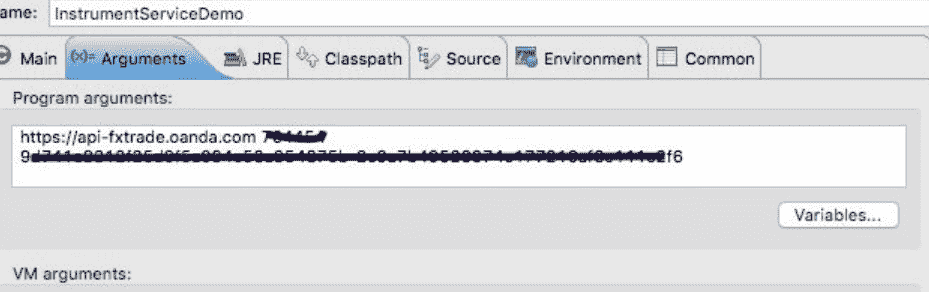 ame: InstrumentServiceDemo
Main (x)= Arguments JRE Classpath Source Environment Common
Program arguments:
https://api-fxtrade.oanda.com
Variables...
VM arguments: